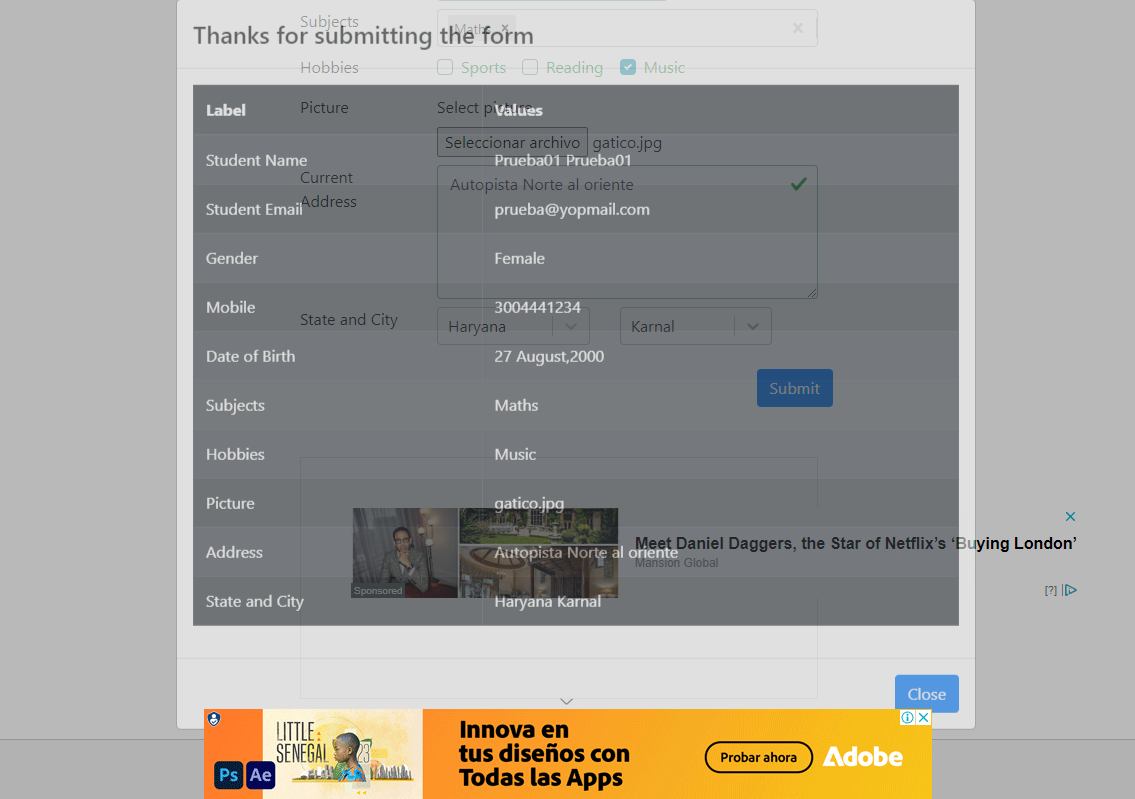 Subjects
Maths ×
Thanks for submitting the form
Hobbies
Sports Reading Music
Picture
Select picture
Label Values
Seleccionar archivo gatico.jpg
Student Name Prueba01 Prueba01
Current
Address
Autopista Norte al oriente
Student Email prueba@yopmail.com
Gender Female
Mobile 3004441234
State and City
Haryana
Karnal
Date of Birth 27 August,2000
Submit
Subjects Maths
Hobbies Music
Picture gatico.jpg
Meet Daniel Daggers, the Star of Netflix’s ‘Buying London’
Mansion Global
Address Autopista Norte al oriente
Sponsored
[?]
State and City Haryana Karnal
Close
LITTLE
SENEGAL
23
Ps Ae
Innova en
tus diseños con
Todas las Apps
Probar ahora
Adobe